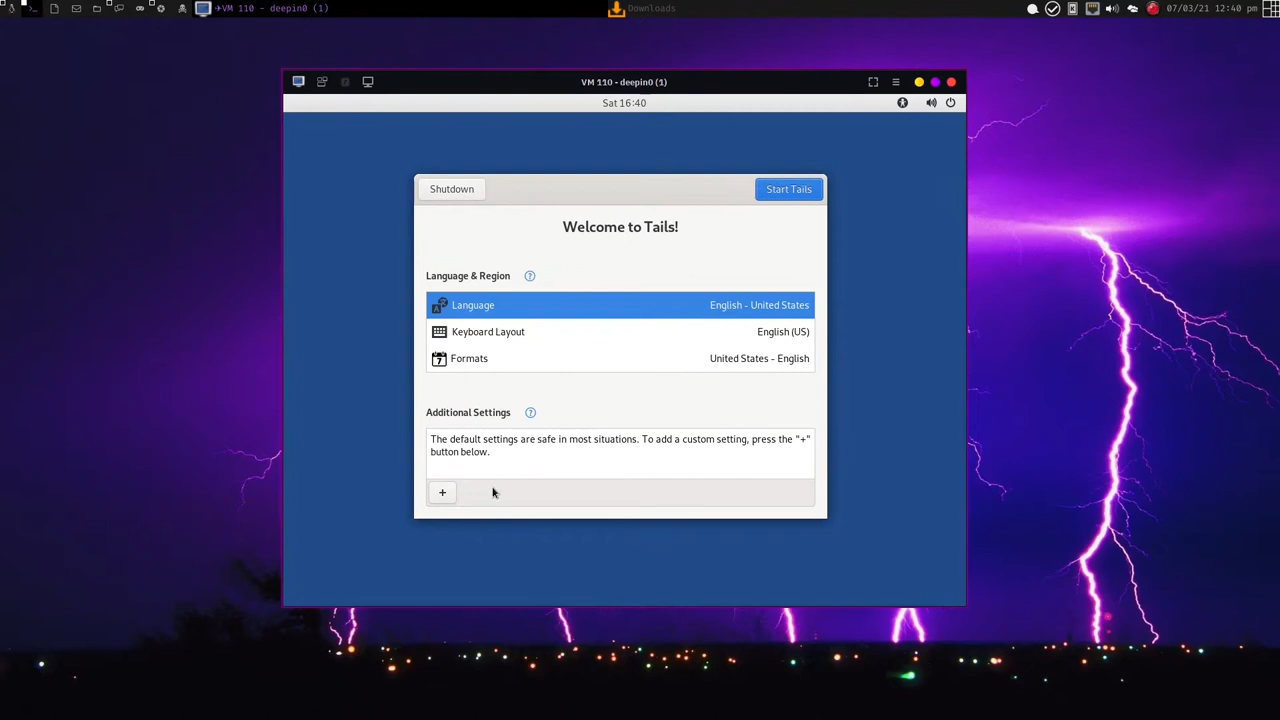 VM 110 - deepin0 (1)
Downloads
07/03/21 12:40 pm
VM 110 - deepin0 (1)
Sat 16:40
Shutdown
Start Tails
Welcome to Tails!
Language & Region
Language English - United States
Keyboard Layout English (US)
Formats United States - English
Additional Settings
The default settings are safe in most situations. To add a custom setting, press the "+"
button below.
+